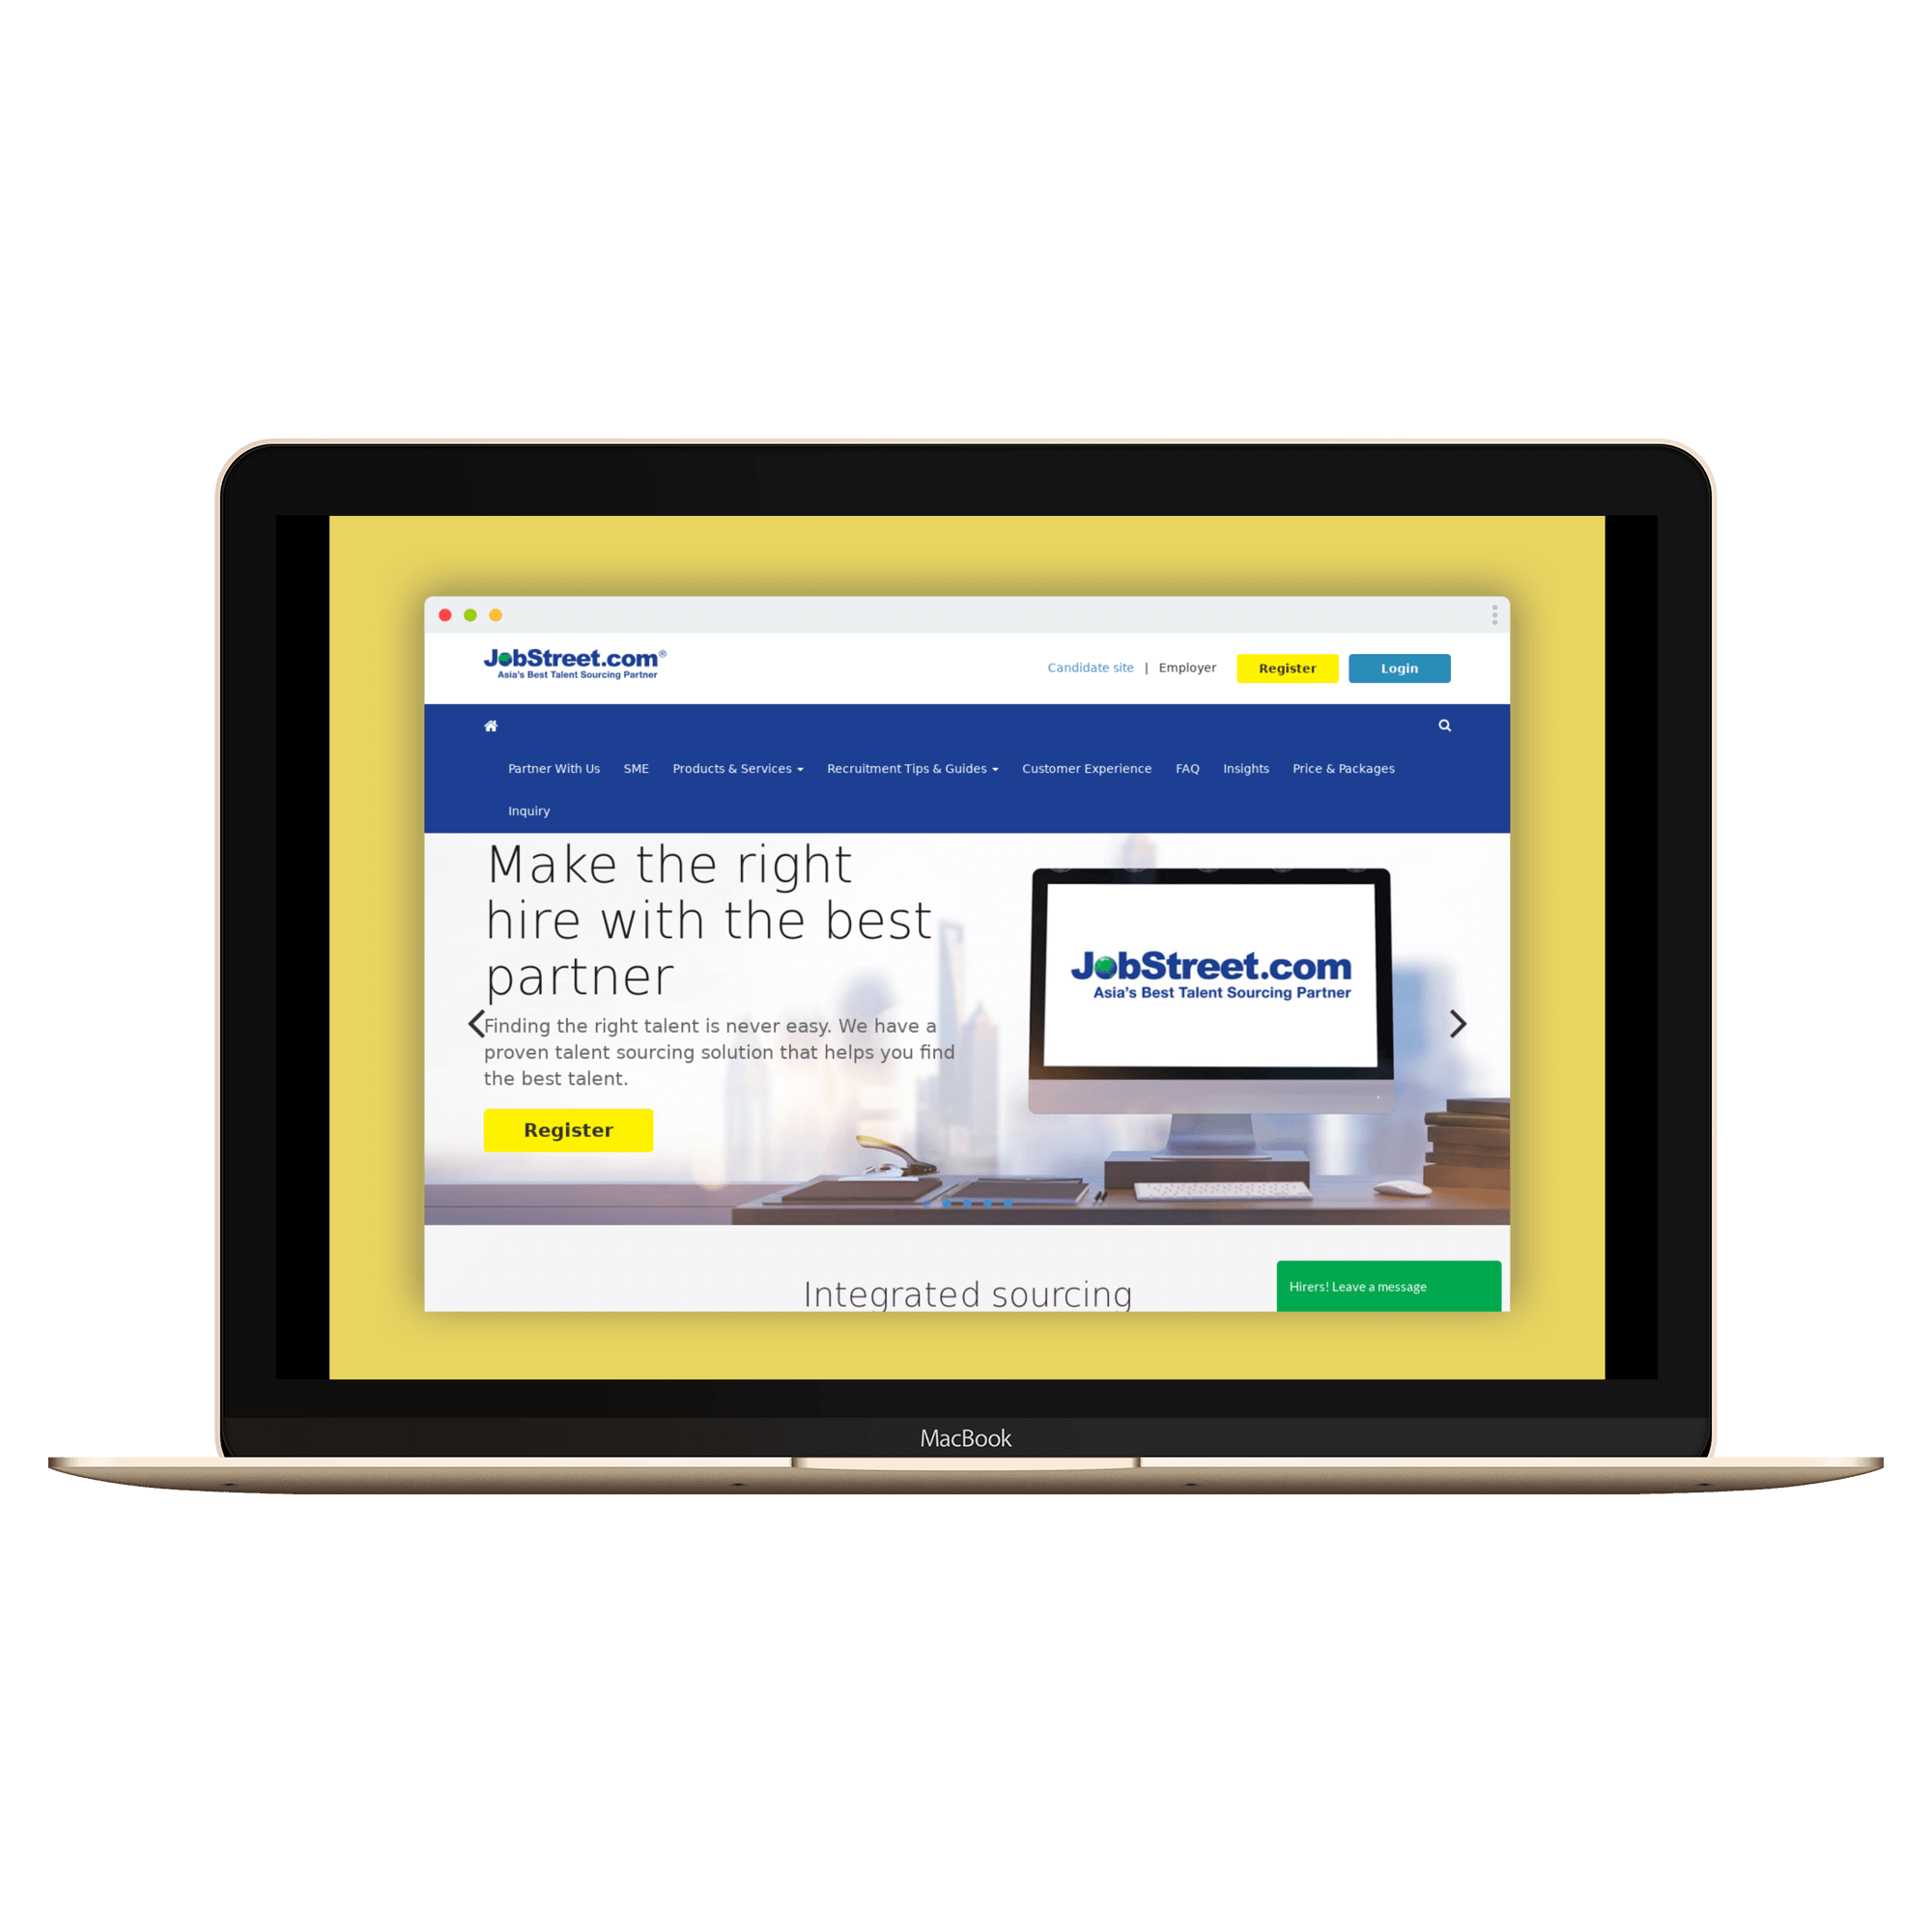 JobStreet.com®
Asia's Best Talent Sourcing Partner
Candidate site | Employer Register Login
Partner With Us SME Products & Services Recruitment Tips & Guides Customer Experience FAQ Insights Price & Packages
Inquiry
Make the right
hire with the best
partner
Finding the right talent is never easy. We have a
proven talent sourcing solution that helps you find
the best talent.
Register
JobStreet.com
Asia's Best Talent Sourcing Partner
Integrated sourcing
Hirers! Leave a message
MacBook